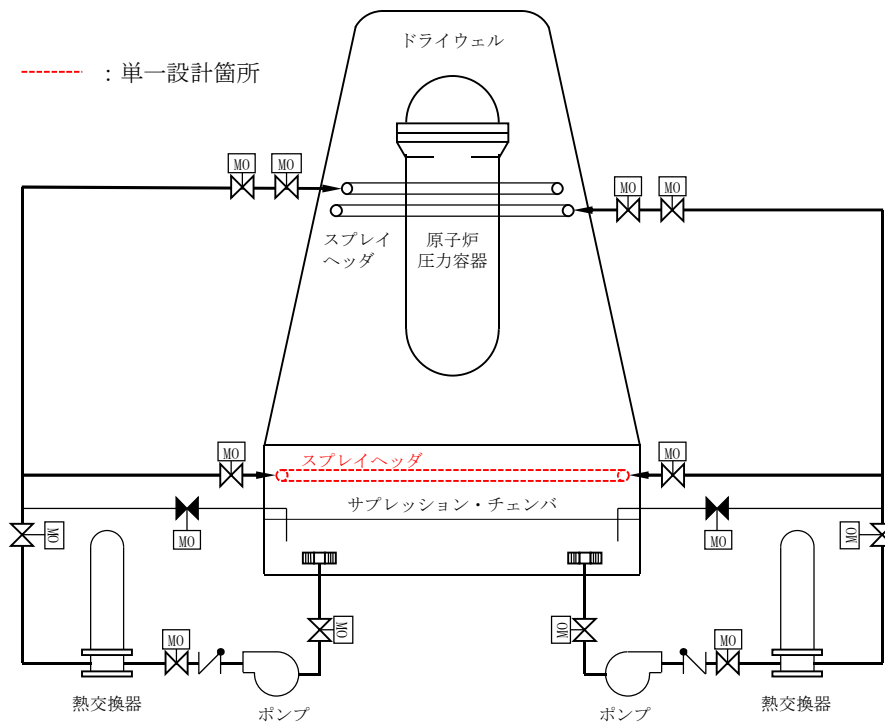 ドライウェル
：単一設計箇所
MO
MO
MO
MO
スプレイ
ヘッダ
原子炉
圧力容器
MO
スプレイヘッダ
MO
サプレッション・チェンバ
MO
MO
MO
MO
MO
MO
MO
MO
熱交換器
ポンプ
ポンプ
熱交換器